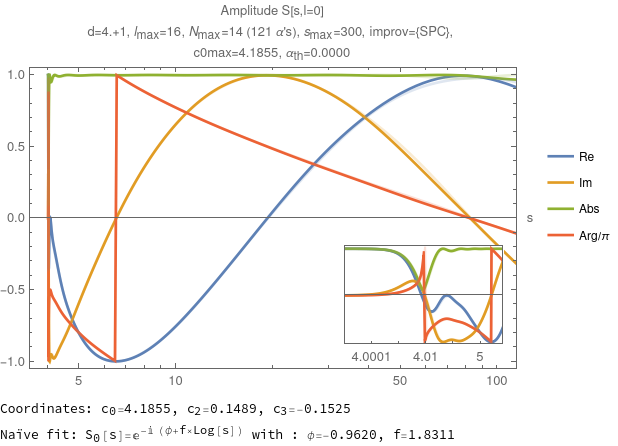 Amplitude S[s,l=0]
d=4.+1, lmax=16, Nmax=14 (121 α's), smax=300, improv={SPC},
c0max=4.1855, αth=0.0000
1.0
0.5
0.0
−0.5
−1.0
5
10
50
100
s
Re
Im
Abs
Arg/π
4.0001
4.01
5
Coordinates: c0=4.1855, c2=0.1489, c3=−0.1525
Naïve fit: S0[s]=e^−i (ϕ+f×Log[s]) with : ϕ=−0.9620, f=1.8311